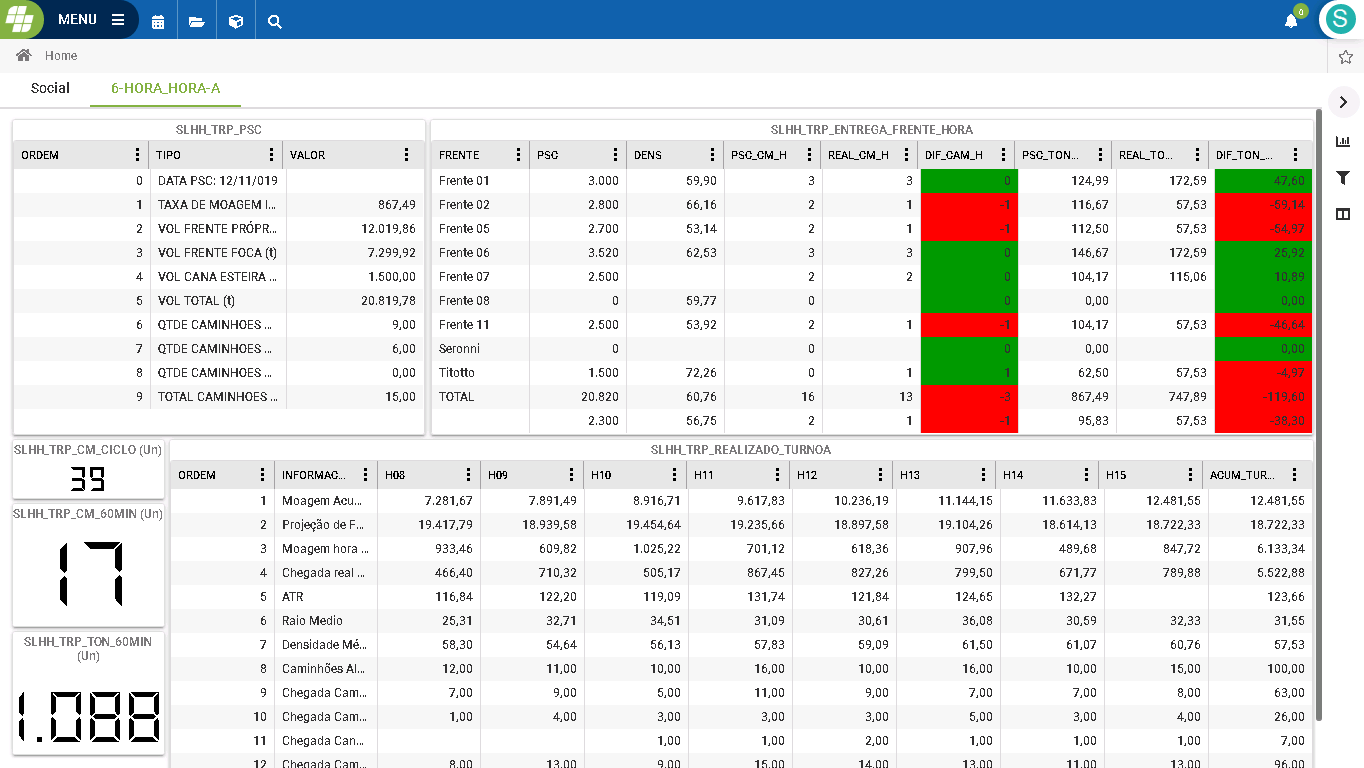 MENU
0
S
Home
Social 6-HORA_HORA-A
SLHH_TRP_PSC
ORDEM TIPO VALOR
0 DATA PSC: 12/11/019
1 TAXA DE MOAGEM I... 867,49
2 VOL FRENTE PRÓPR... 12.019,86
3 VOL FRENTE FOCA (t) 7.299,92
4 VOL CANA ESTEIRA ... 1.500,00
5 VOL TOTAL (t) 20.819,78
6 QTDE CAMINHOES ... 9,00
7 QTDE CAMINHOES ... 6,00
8 QTDE CAMINHOES ... 0,00
9 TOTAL CAMINHOES ... 15,00
SLHH_TRP_ENTREGA_FRENTE_HORA
FRENTE PSC DENS PSC_CM_H REAL_CM_H DIF_CAM_H PSC_TON... REAL_TO... DIF_TON_...
Frente 01 3.000 59,90 3 3 0 124,99 172,59 47,60
Frente 02 2.800 66,16 2 1 -1 116,67 57,53 -59,14
Frente 05 2.700 53,14 2 1 -1 112,50 57,53 -54,97
Frente 06 3.520 62,53 3 3 0 146,67 172,59 25,92
Frente 07 2.500 2 2 0 104,17 115,06 10,89
Frente 08 0 59,77 0 0 0,00 0,00
Frente 11 2.500 53,92 2 1 -1 104,17 57,53 -46,64
Seronni 0 0 0 0,00 0,00
Titotto 1.500 72,26 0 1 1 62,50 57,53 -4,97
TOTAL 20.820 60,76 16 13 -3 867,49 747,89 -119,60
2.300 56,75 2 1 -1 95,83 57,53 -38,30
SLHH_TRP_CM_CICLO (Un)
39
SLHH_TRP_CM_60MIN (Un)
17
SLHH_TRP_TON_60MIN
(Un)
1.088
SLHH_TRP_REALIZADO_TURNOA
ORDEM INFORMAC... H08 H09 H10 H11 H12 H13 H14 H15 ACUM_TUR...
1 Moagem Acu... 7.281,67 7.891,49 8.916,71 9.617,83 10.236,19 11.144,15 11.633,83 12.481,55 12.481,55
2 Projeção de F... 19.417,79 18.939,58 19.454,64 19.235,66 18.897,58 19.104,26 18.614,13 18.722,33 18.722,33
3 Moagem hora ... 933,46 609,82 1.025,22 701,12 618,36 907,96 489,68 847,72 6.133,34
4 Chegada real ... 466,40 710,32 505,17 867,45 827,26 799,50 671,77 789,88 5.522,88
5 ATR 116,84 122,20 119,09 131,74 121,84 124,65 132,27 123,66
6 Raio Medio 25,31 32,71 34,51 31,09 30,61 36,08 30,59 32,33 31,55
7 Densidade Mé... 58,30 54,64 56,13 57,83 59,09 61,50 61,07 60,76 57,53
8 Caminhões Al... 12,00 11,00 10,00 16,00 10,00 16,00 10,00 15,00 100,00
9 Chegada Cam... 7,00 9,00 5,00 11,00 9,00 7,00 7,00 8,00 63,00
10 Chegada Cam... 1,00 4,00 3,00 3,00 3,00 5,00 3,00 4,00 26,00
11 Chegada Can... 1,00 1,00 2,00 1,00 1,00 1,00 7,00
12 Chegada Cam... 8,00 13,00 9,00 15,00 14,00 13,00 11,00 13,00 96,00